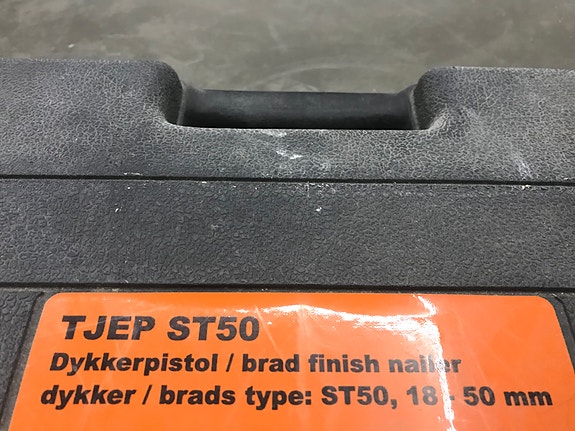 TJEP ST50
Dykkerpistol / brad finish nailer
dykker / brads type: ST50, 18 - 50 mm